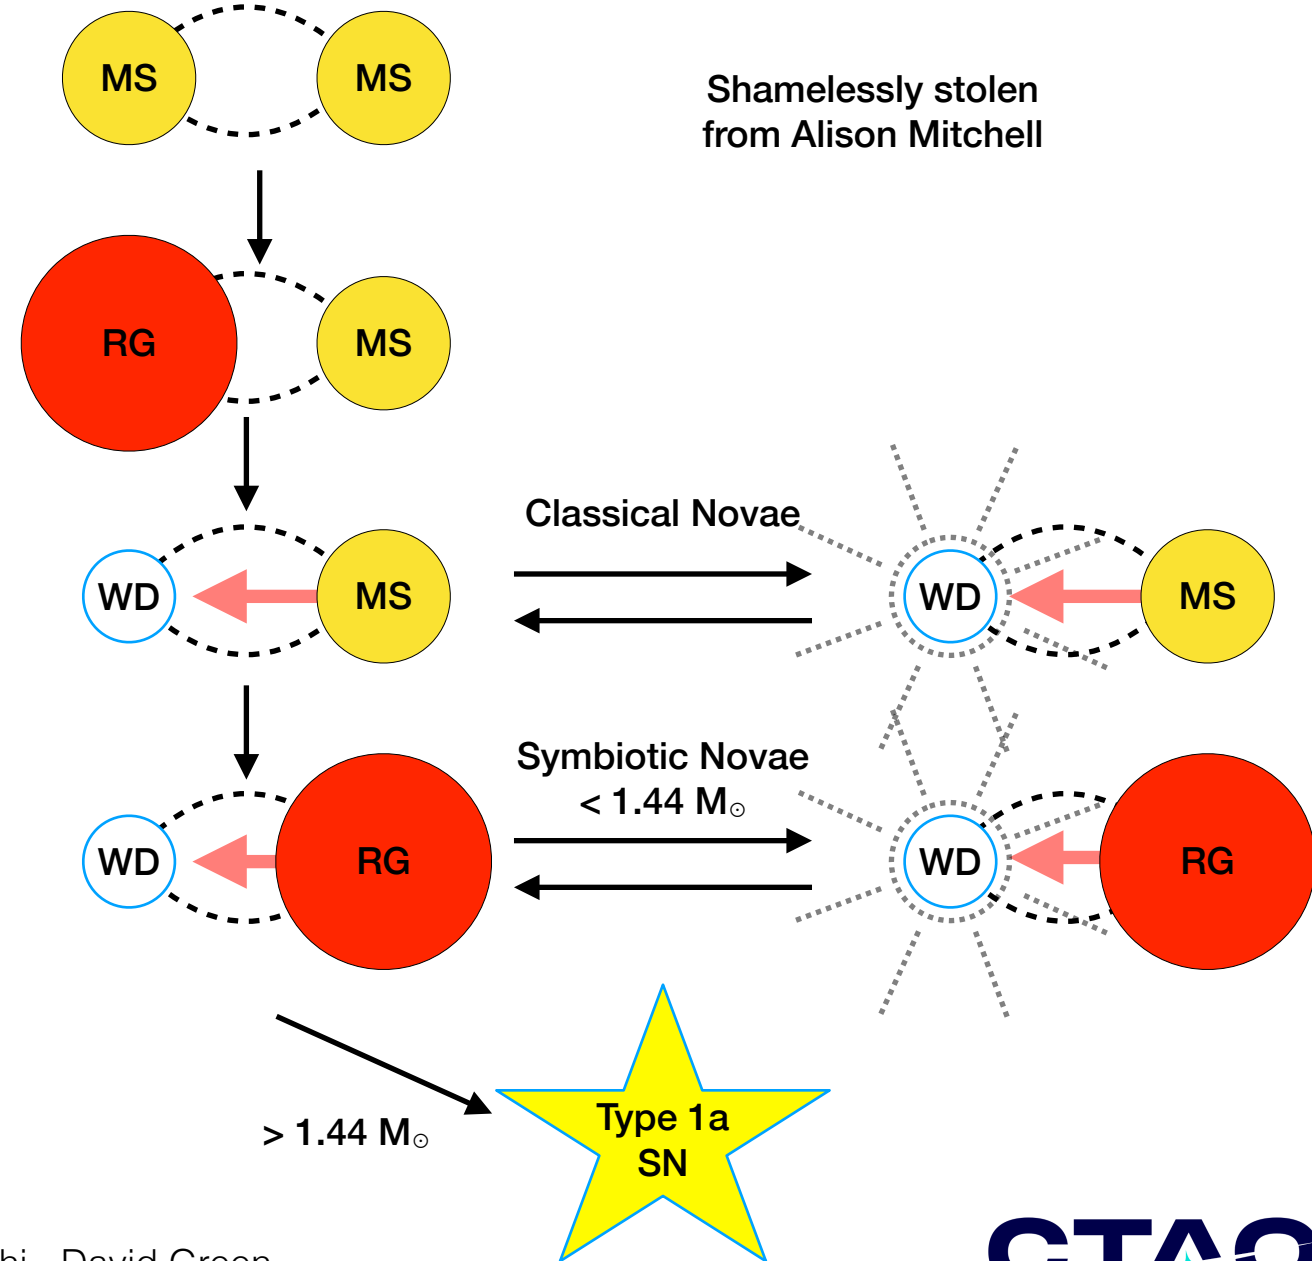 MS
MS
Shamelessly stolen
from Alison Mitchell
RG
MS
Classical Novae
WD
MS
WD
MS
Symbiotic Novae
< 1.44 M☉
WD
RG
WD
RG
> 1.44 M☉
Type 1a
SN
David Green
CTAO